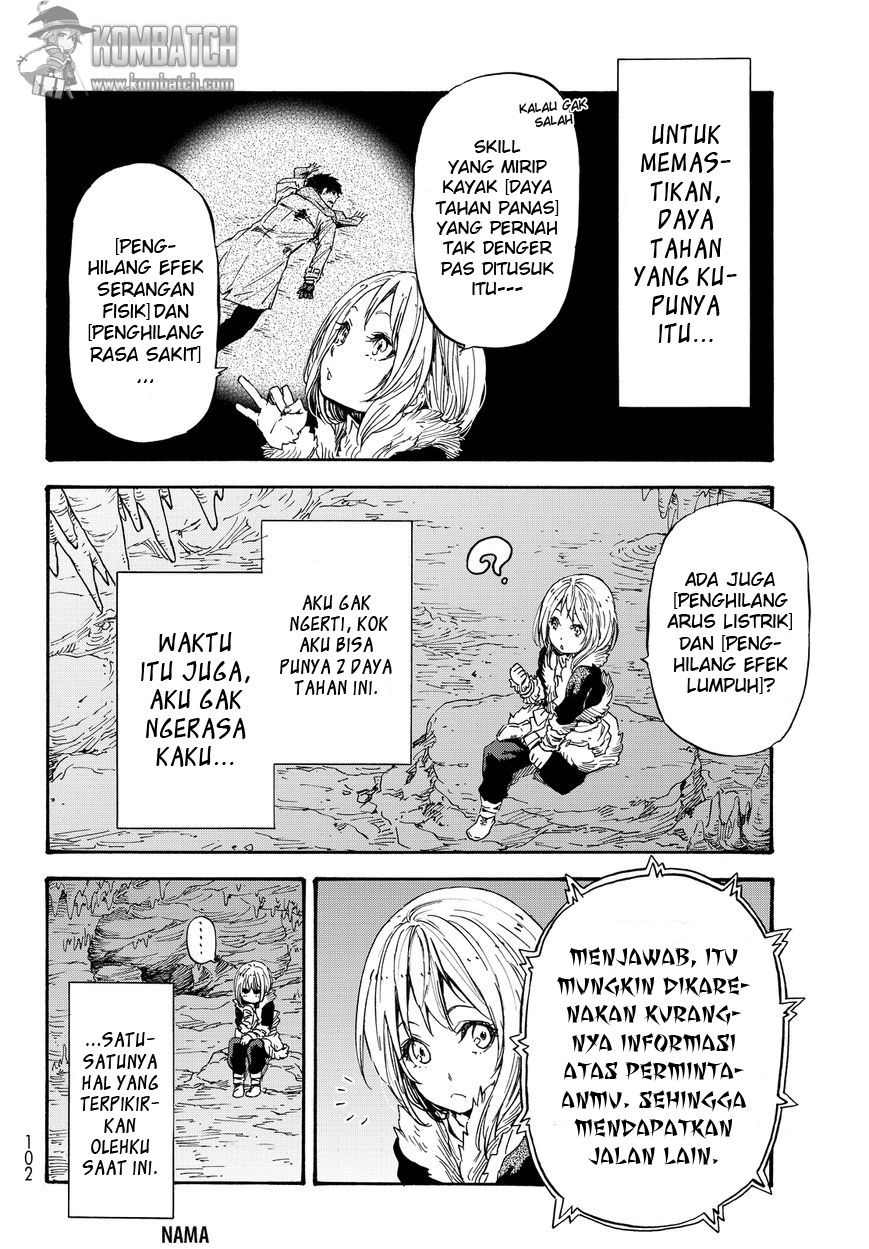 KOMBATCH
www.kombatch.com
UNTUK
MEMAS-
TIKAN,
DAYA
TAHAN
YANG KU-
PUNYA
ITU...
KALAU GAK
SALAH
SKILL
YANG MIRIP
KAYAK [DAYA
TAHAN PANAS]
YANG PERNAH
TAK DENGER
PAS DITUSUK
ITU---
[PENG-
HILANG EFEK
SERANGAN
FISIK] DAN
[PENGHILANG
RASA SAKIT]
...
ADA JUGA
[PENGHILANG
ARUS LISTRIK]
DAN [PENG-
HILANG EFEK
LUMPUH]?
?
AKU GAK
NGERTI, KOK
AKU BISA
PUNYA 2 DAYA
TAHAN INI.
WAKTU
ITU JUGA,
AKU GAK
NGERASA
KAKU...
MENJAWAB, ITU
MUNGKIN DIKARE-
NAKAN KURANG-
NYA INFORMASI
ATAS PERMINTA-
ANMU. SEHINGGA
MENDAPATKAN
JALAN LAIN.
....
...SATU-
SATUNYA
HAL YANG
TERPIKIR-
KAN
OLEHKU
SAAT INI.
102
NAMA